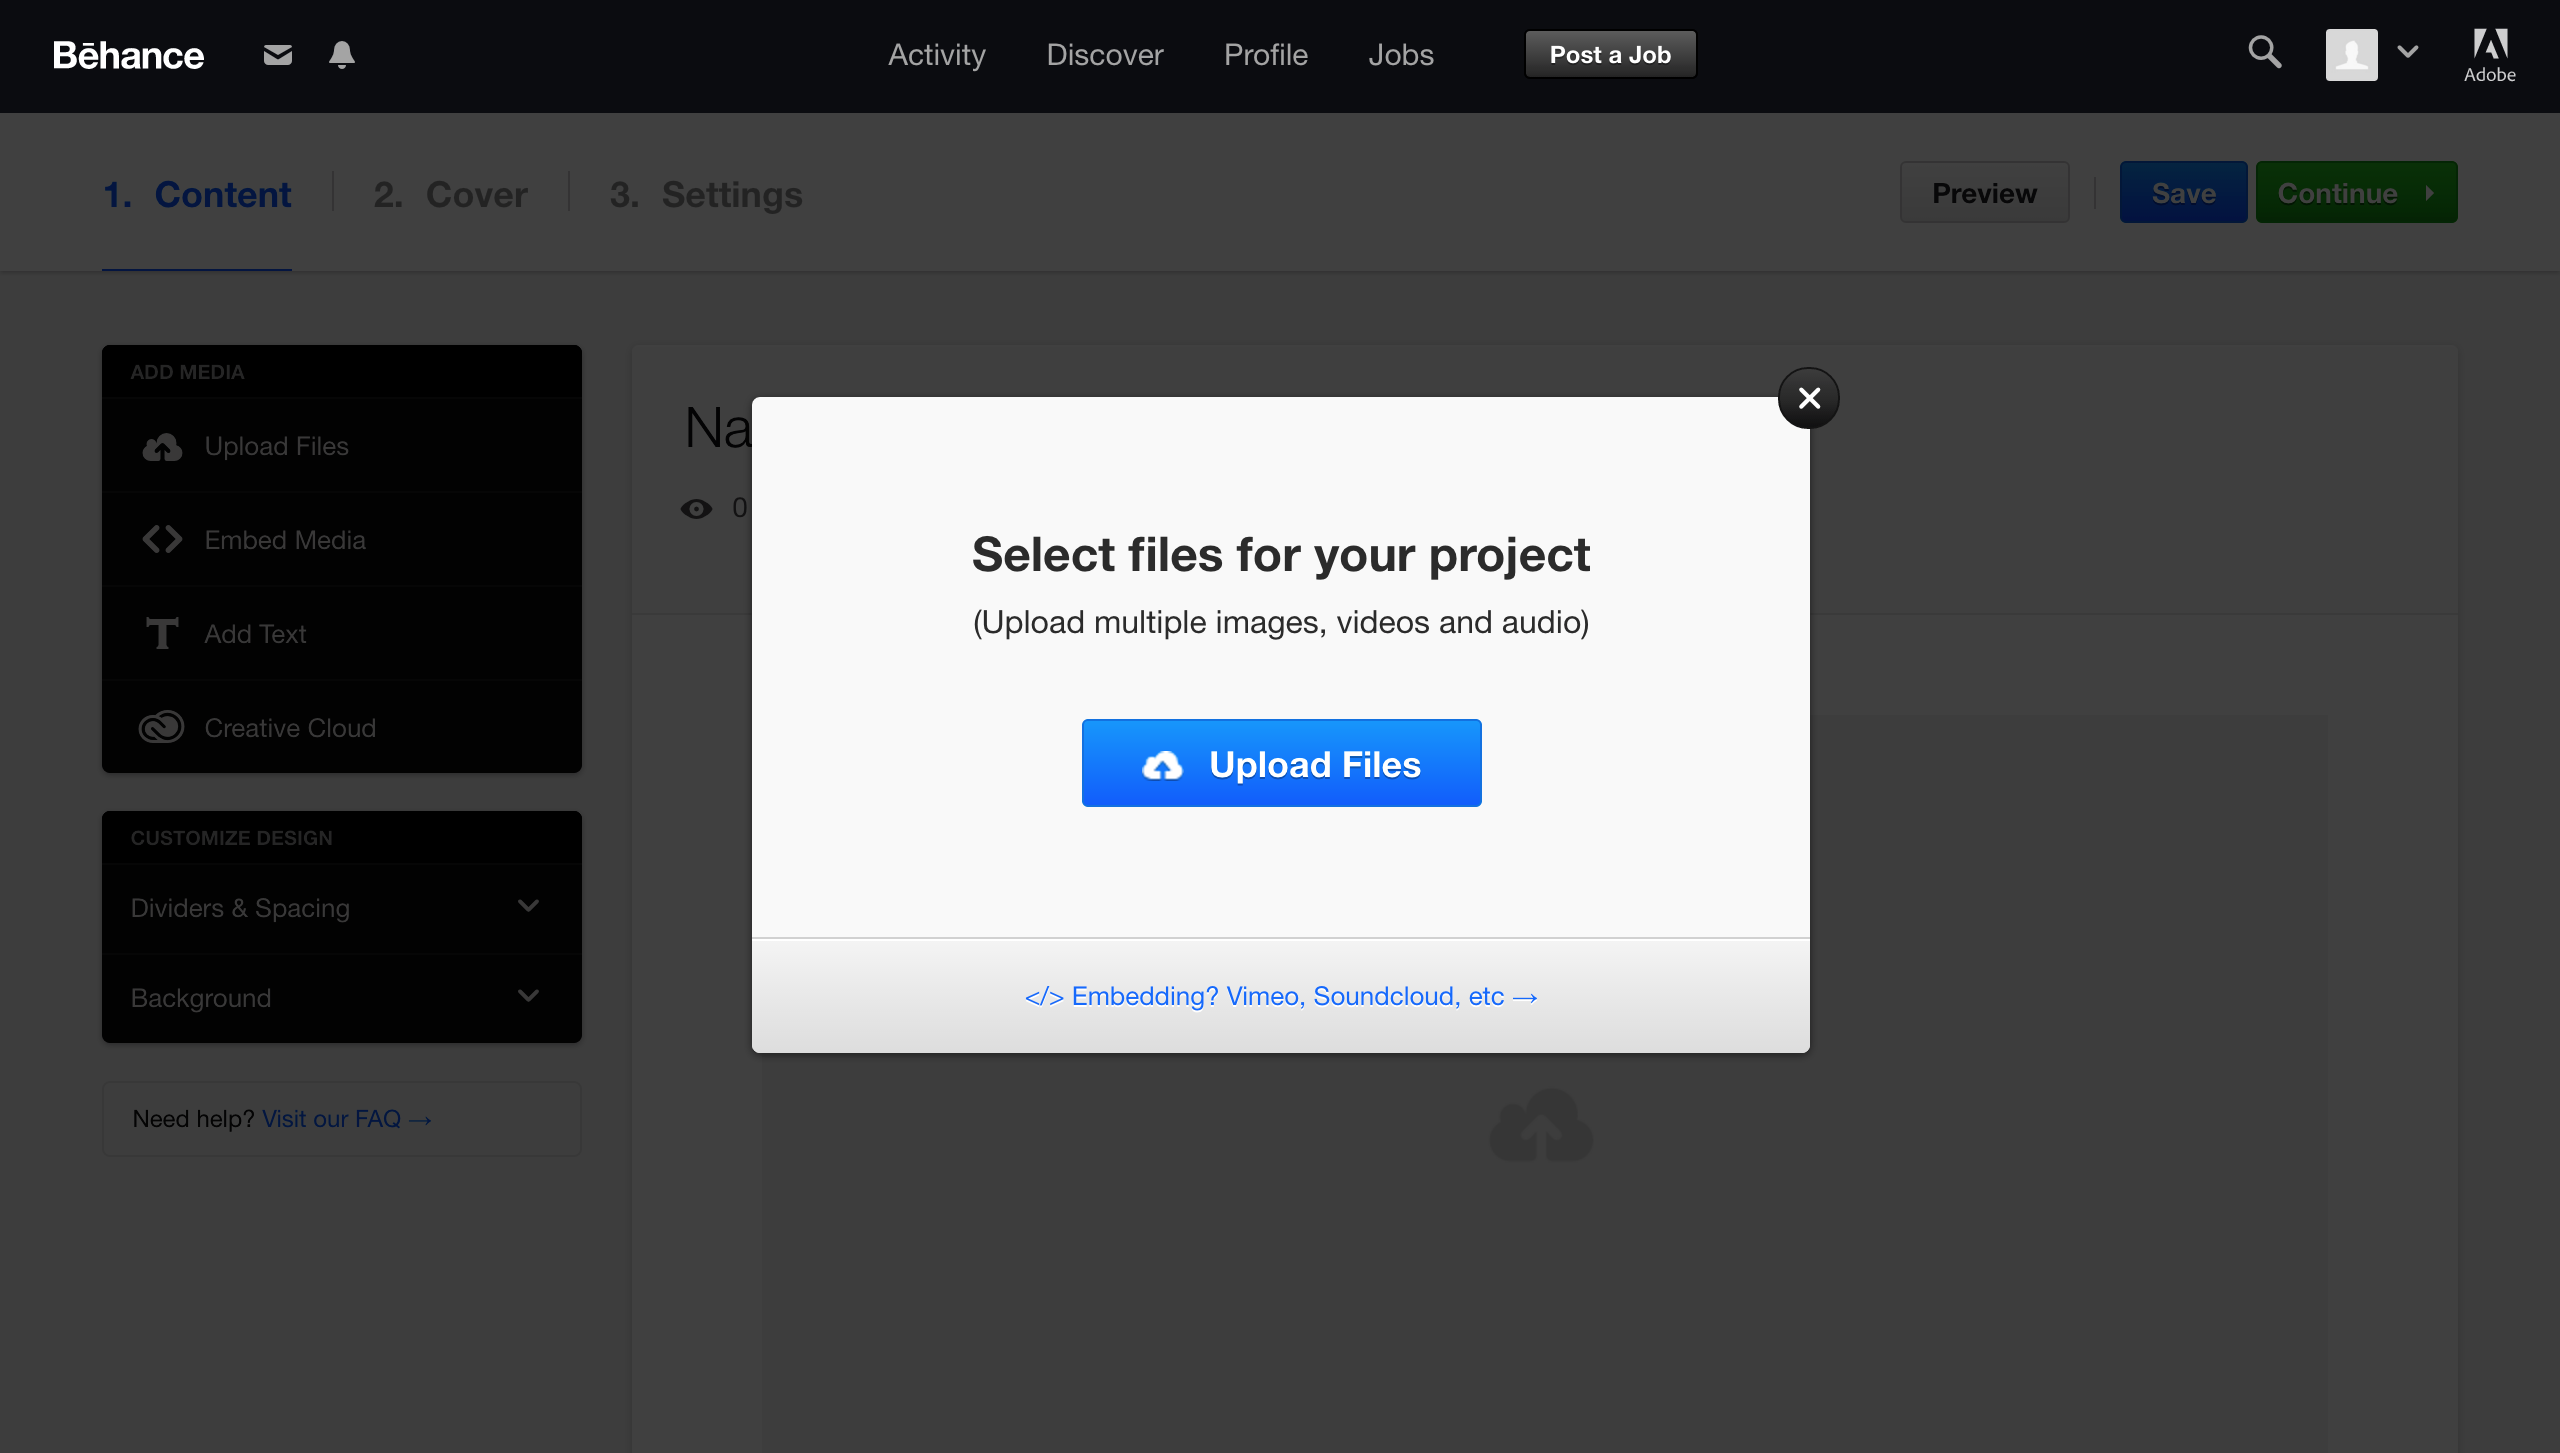 Bēhance
Activity
Discover
Profile
Jobs
Post a Job
Adobe
1. Content
2. Cover
3. Settings
Preview
Save
Continue
ADD MEDIA
Upload Files
Embed Media
Add Text
Creative Cloud
CUSTOMIZE DESIGN
Dividers & Spacing
Background
Need help? Visit our FAQ →
Na
0
Select files for your project
(Upload multiple images, videos and audio)
Upload Files
</> Embedding? Vimeo, Soundcloud, etc →